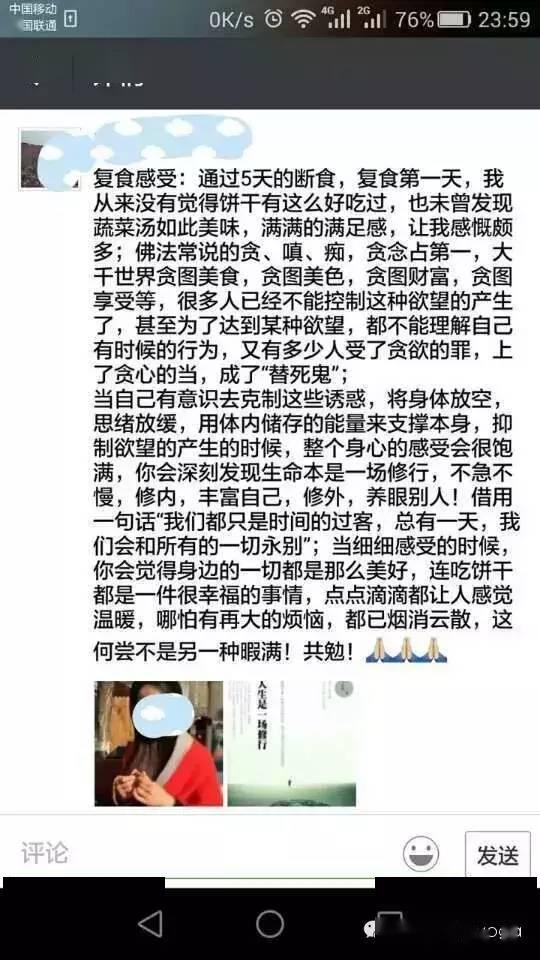 中国移动
国联通
0K/s 4G 2G 76% 23:59
复食感受：通过5天的断食，复食第一天，我
从来没有觉得饼干有这么好吃过，也未曾发现
蔬菜汤如此美味，满满的满足感，让我感慨颇
多；佛法常说的贪、嗔、痴，贪念占第一，大
千世界贪图美食，贪图美色，贪图财富，贪图
享受等，很多人已经不能控制这种欲望的产生
了，甚至为了达到某种欲望，都不能理解自己
有时候的行为，又有多少人受了贪欲的罪，上
了贪心的当，成了“替死鬼”；
当自己有意识去克制这些诱惑，将身体放空，
思绪放缓，用体内储存的能量来支撑本身，抑
制欲望的产生的时候，整个身心的感受会很饱
满，你会深刻发现生命本是一场修行，不急不
慢，修内，丰富自己，修外，养眼别人！借用
一句话“我们都只是时间的过客，总有一天，我
们会和所有的一切永别”；当细细感受的时候，
你会觉得身边的一切都是那么美好，连吃饼干
都是一件很幸福的事情，点点滴滴都让人感觉
温暖，哪怕有再大的烦恼，都已烟消云散，这
何尝不是另一种暇满！共勉！🙏🙏🙏
人生是一场修行
评论
发送